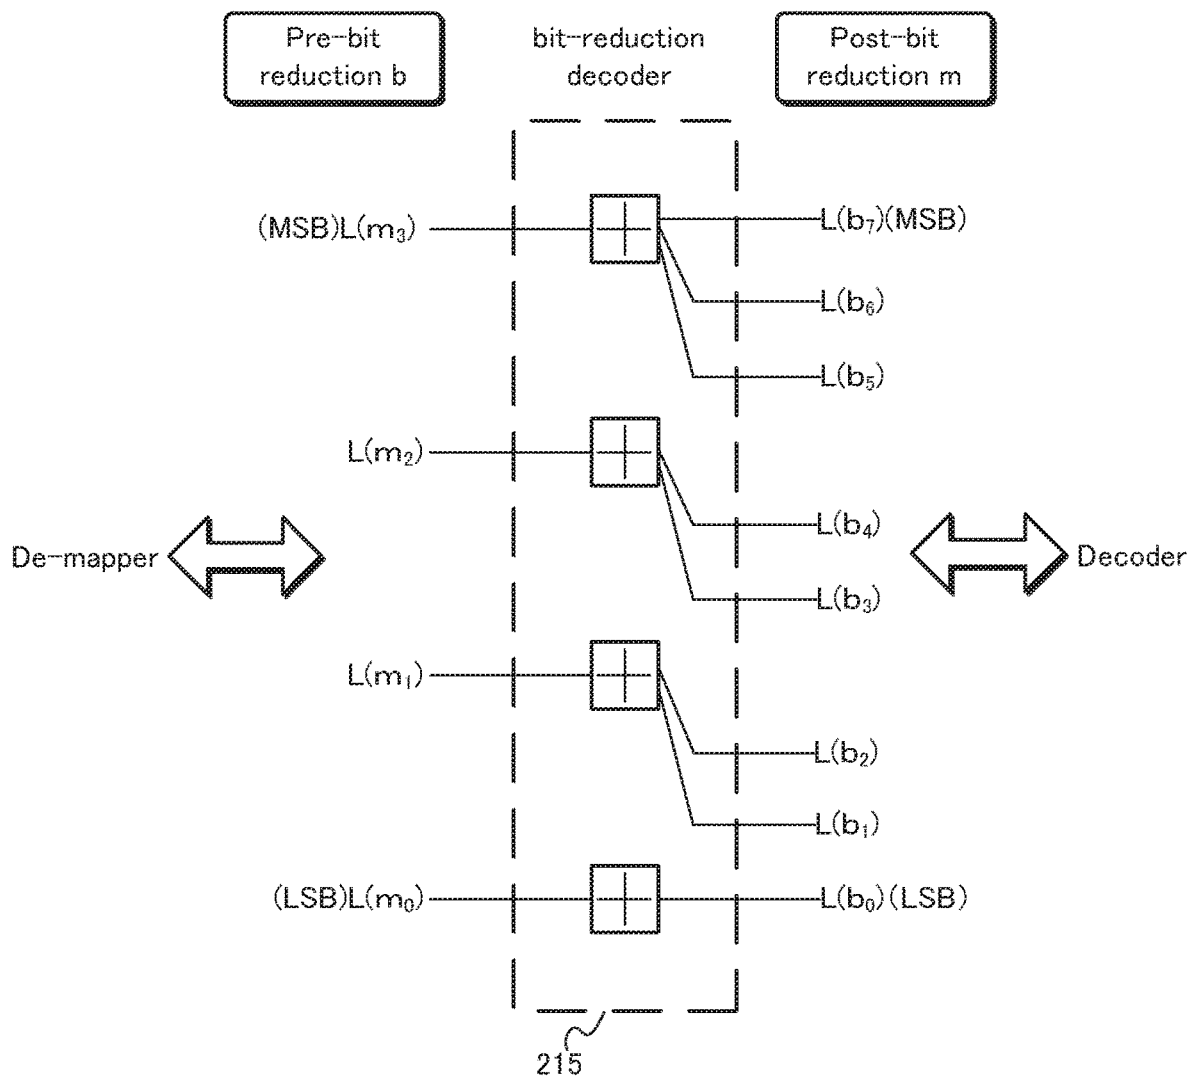 Pre-bit
reduction b
bit-reduction
decoder
Post-bit
reduction m
(MSB)L(m₃)
L(b₇)(MSB)
L(b₆)
L(b₅)
L(m₂)
L(b₄)
De-mapper
Decoder
L(b₃)
L(m₁)
L(b₂)
L(b₁)
(LSB)L(m₀)
L(b₀)(LSB)
215